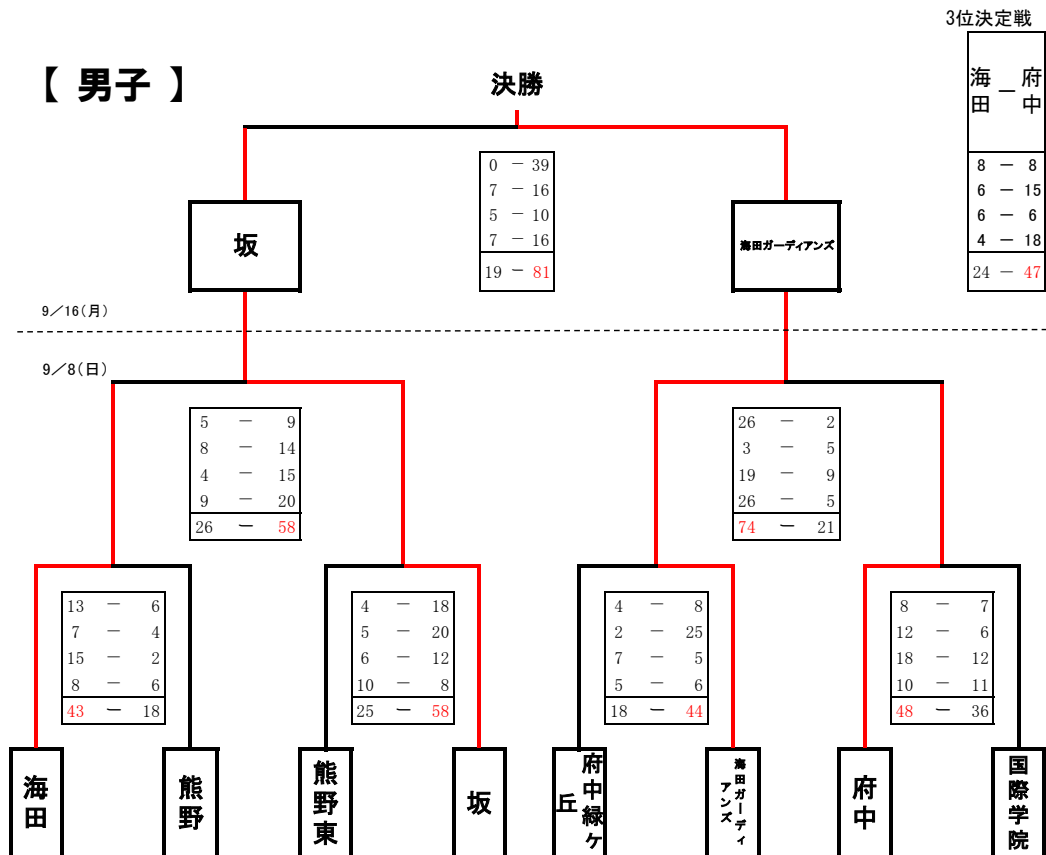 3位決定戦
【 男子 】
決勝
海田 － 府中
0 － 39
7 － 16
5 － 10
7 － 16
19 － 81
8 － 8
6 － 15
6 － 6
4 － 18
24 － 47
坂
海田ガーディアンズ
9／16(月)
9／8(日)
5 － 9
8 － 14
4 － 15
9 － 20
26 － 58
26 － 2
3 － 5
19 － 9
26 － 5
74 － 21
13 － 6
7 － 4
15 － 2
8 － 6
43 － 18
4 － 18
5 － 20
6 － 12
10 － 8
25 － 58
4 － 8
2 － 25
7 － 5
5 － 6
18 － 44
8 － 7
12 － 6
18 － 12
10 － 11
48 － 36
海田
熊野
熊野東
坂
府中緑ヶ
丘
海田ガーディ
アンズ
府中
国際学院